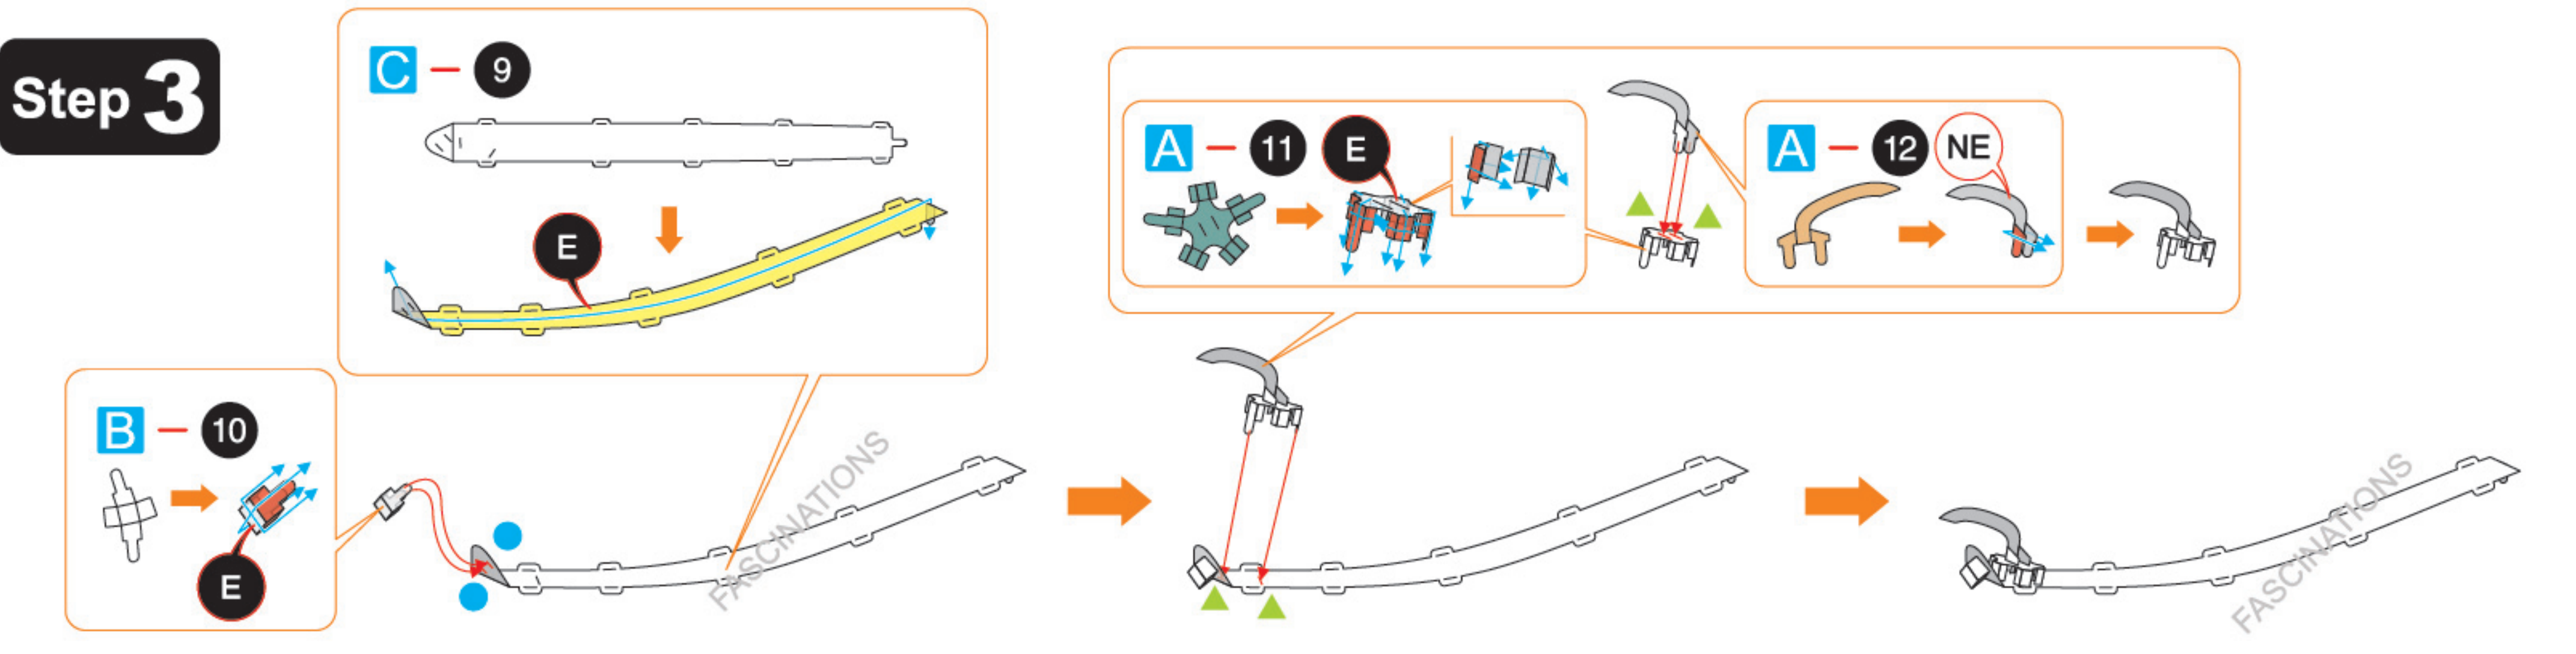 Step 3
C - 9
E
B - 10
E
A - 11 E
A - 12 NE
FASCINATIONS
FASCINATIONS